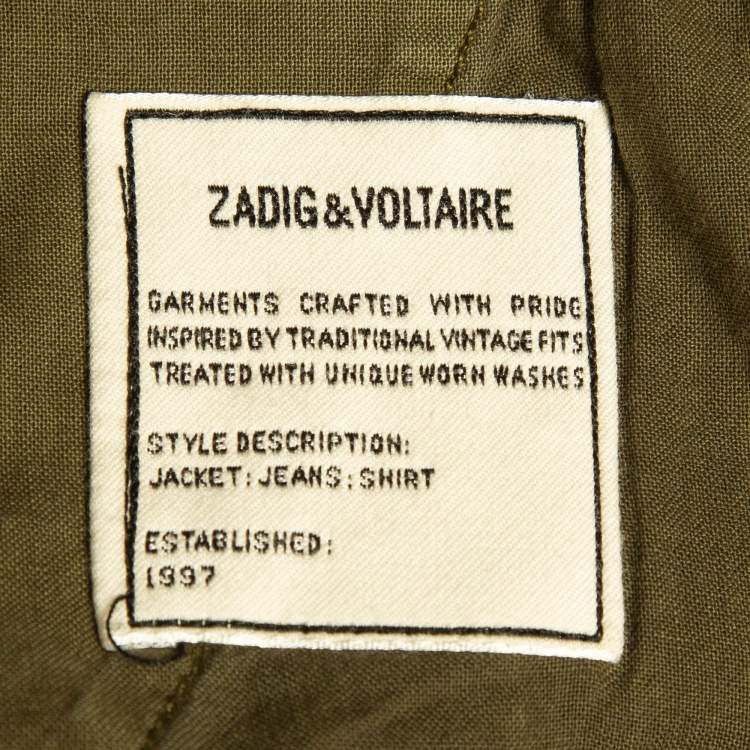 ZADIG&VOLTAIRE
GARMENTS CRAFTED WITH PRIDE
INSPIRED BY TRADITIONAL VINTAGE FITS
TREATED WITH UNIQUE WORN WASHES
STYLE DESCRIPTION:
JACKET; JEANS; SHIRT
ESTABLISHED:
1997